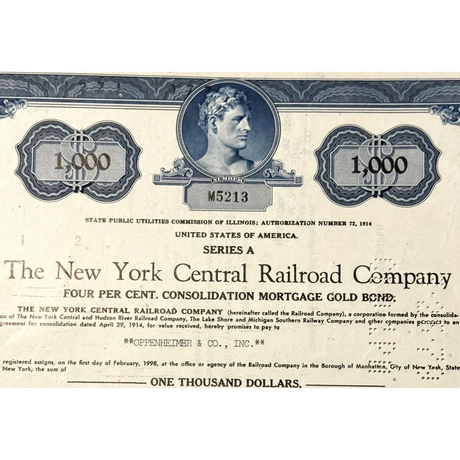 1,000
1,000
NUMBER
M5213
STATE PUBLIC UTILITIES COMMISSION OF ILLINOIS; AUTHORIZATION NUMBER 72, 1914
UNITED STATES OF AMERICA.
SERIES A
The New York Central Railroad Company
FOUR PER CENT. CONSOLIDATION MORTGAGE GOLD BOND.
THE NEW YORK CENTRAL RAILROAD COMPANY (hereinafter called the Railroad Company), a corporation formed by the consolida-
on of The New York Central and Hudson River Railroad Company, The Lake Shore and Michigan Southern Railway Company and other companies pursuant to an
greement for consolidation dated April 29, 1914, for value received, hereby promises to pay to
**OPPENHEIMER & CO., INC.**
registered assigns, on the first day of February, 1998, at the office or agency of the Railroad Company in the Borough of Manhattan, City of New York, State
New York, the sum of
ONE THOUSAND DOLLARS,